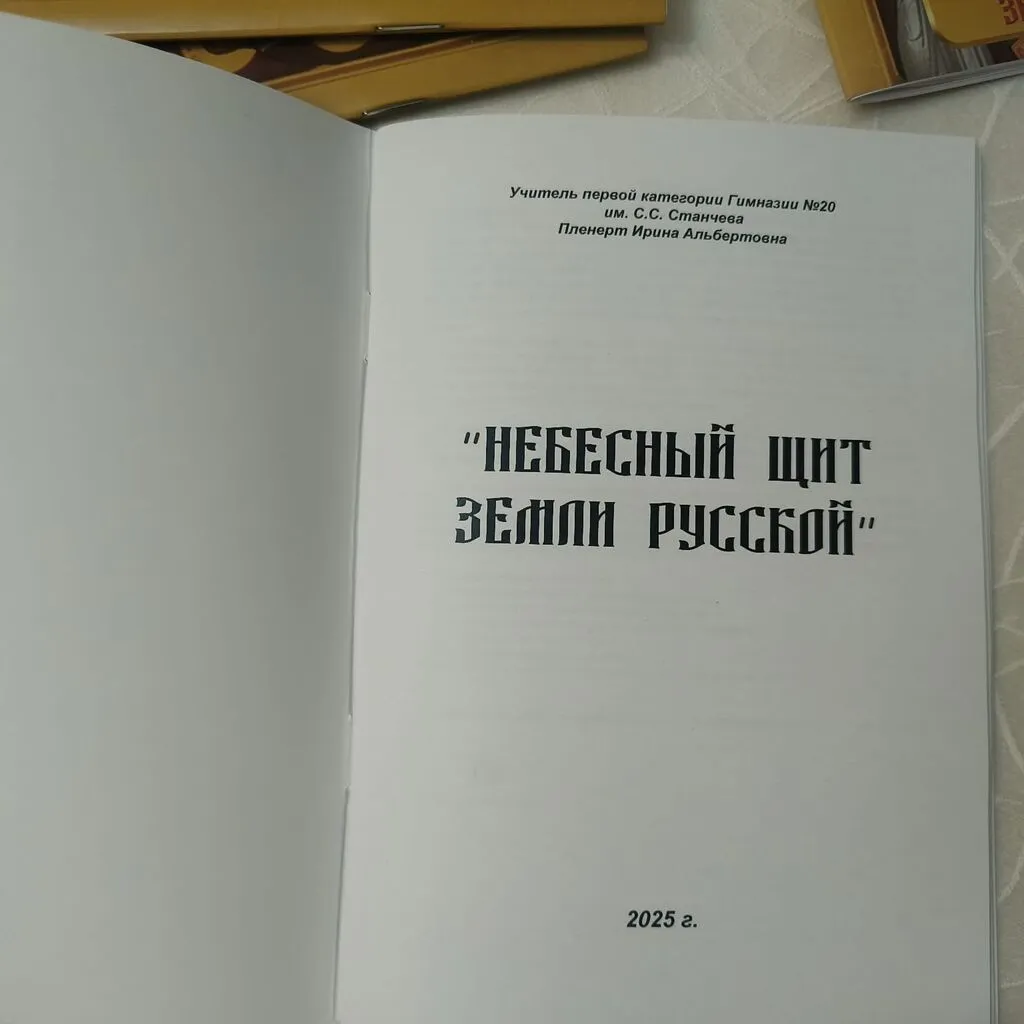 Учитель первой категории Гимназии №20
им. С.С. Станчева
Пленерт Ирина Альбертовна
"НЕБЕСНЫЙ ЩИТ
ЗЕМЛИ РУССКОЙ"
2025 г.